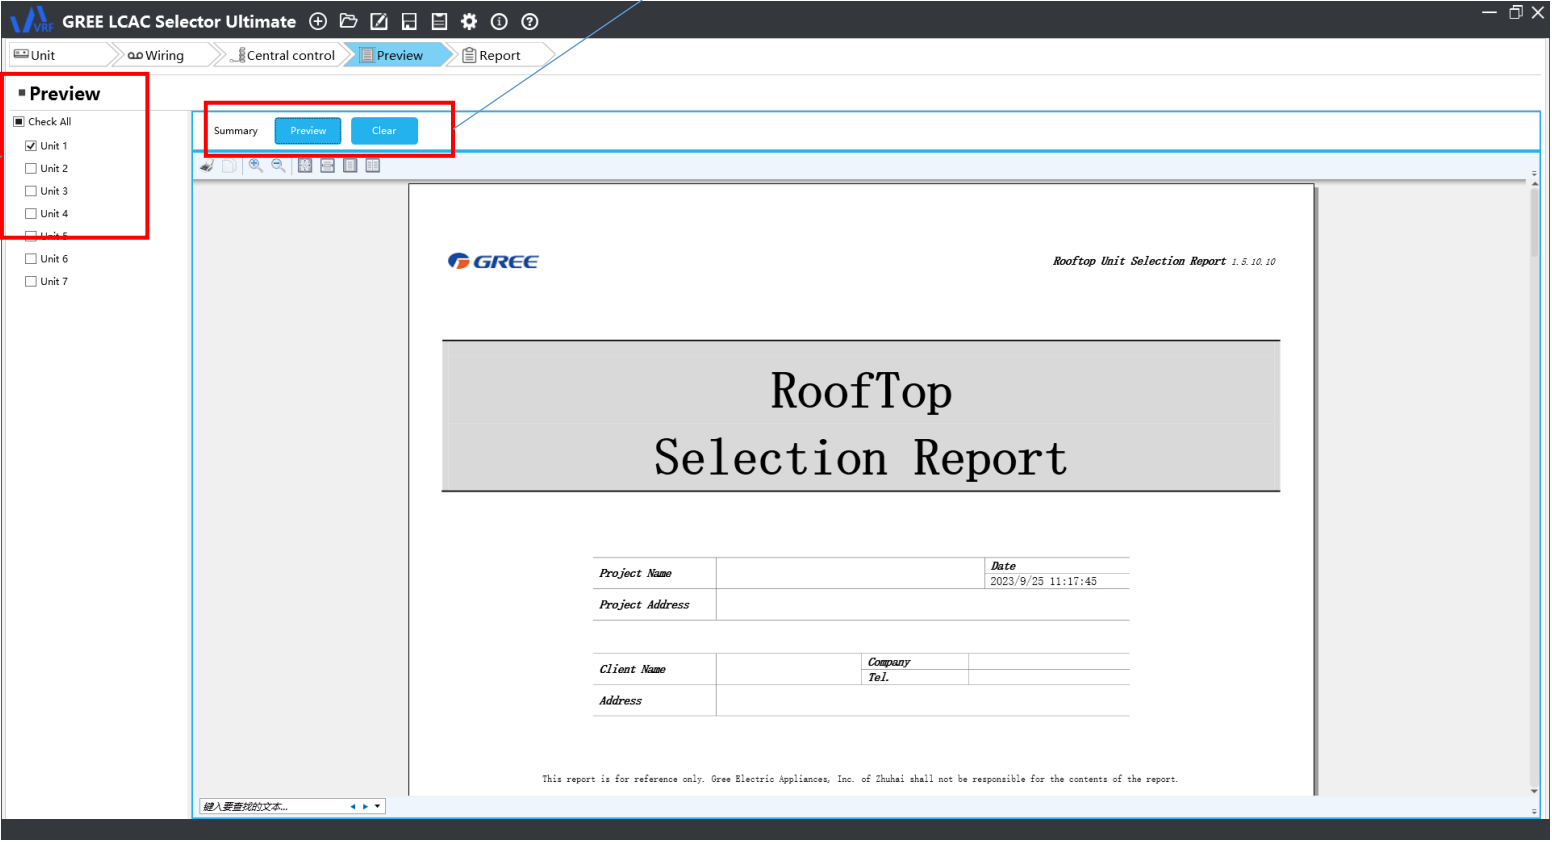 VRF GREE LCAC Selector Ultimate
Unit
Wiring
Central control
Preview
Report
Preview
Check All
Unit 1
Unit 2
Unit 3
Unit 4
Unit 5
Unit 6
Unit 7
Summary
Preview
Clear
GREE
Rooftop Unit Selection Report 1.5.10.10
RoofTop
Selection Report
Project Name
Date
2023/9/25 11:17:45
Project Address
Client Name
Company
Tel.
Address
This report is for reference only. Gree Electric Appliances, Inc. of Zhuhai shall not be responsible for the contents of the report.
键入要查找的文本...